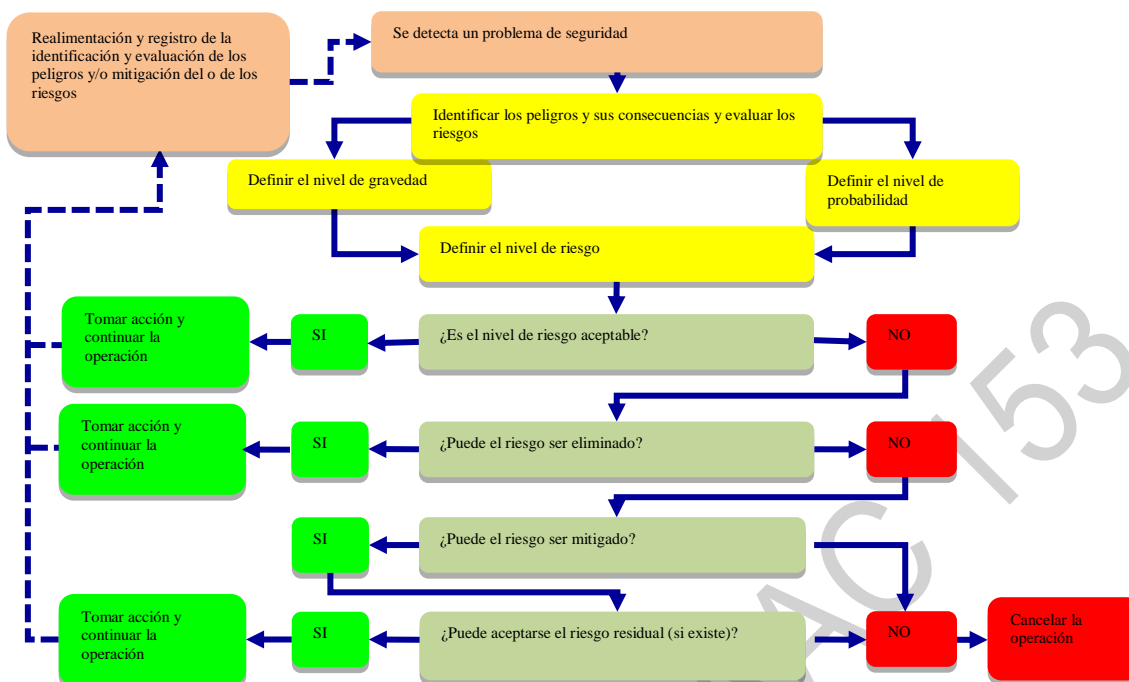 Realimentación y registro de la
identificación y evaluación de los
peligros y/o mitigación del o de los
riesgos
Se detecta un problema de seguridad
Identificar los peligros y sus consecuencias y evaluar los
riesgos
Definir el nivel de gravedad
Definir el nivel de
probabilidad
Definir el nivel de riesgo
Tomar acción y
continuar la
operación
SI
¿Es el nivel de riesgo aceptable?
NO
Tomar acción y
continuar la
operación
SI
¿Puede el riesgo ser eliminado?
NO
SI
¿Puede el riesgo ser mitigado?
Tomar acción y
continuar la
operación
SI
¿Puede aceptarse el riesgo residual (si existe)?
NO
Cancelar la
operación
AC 153